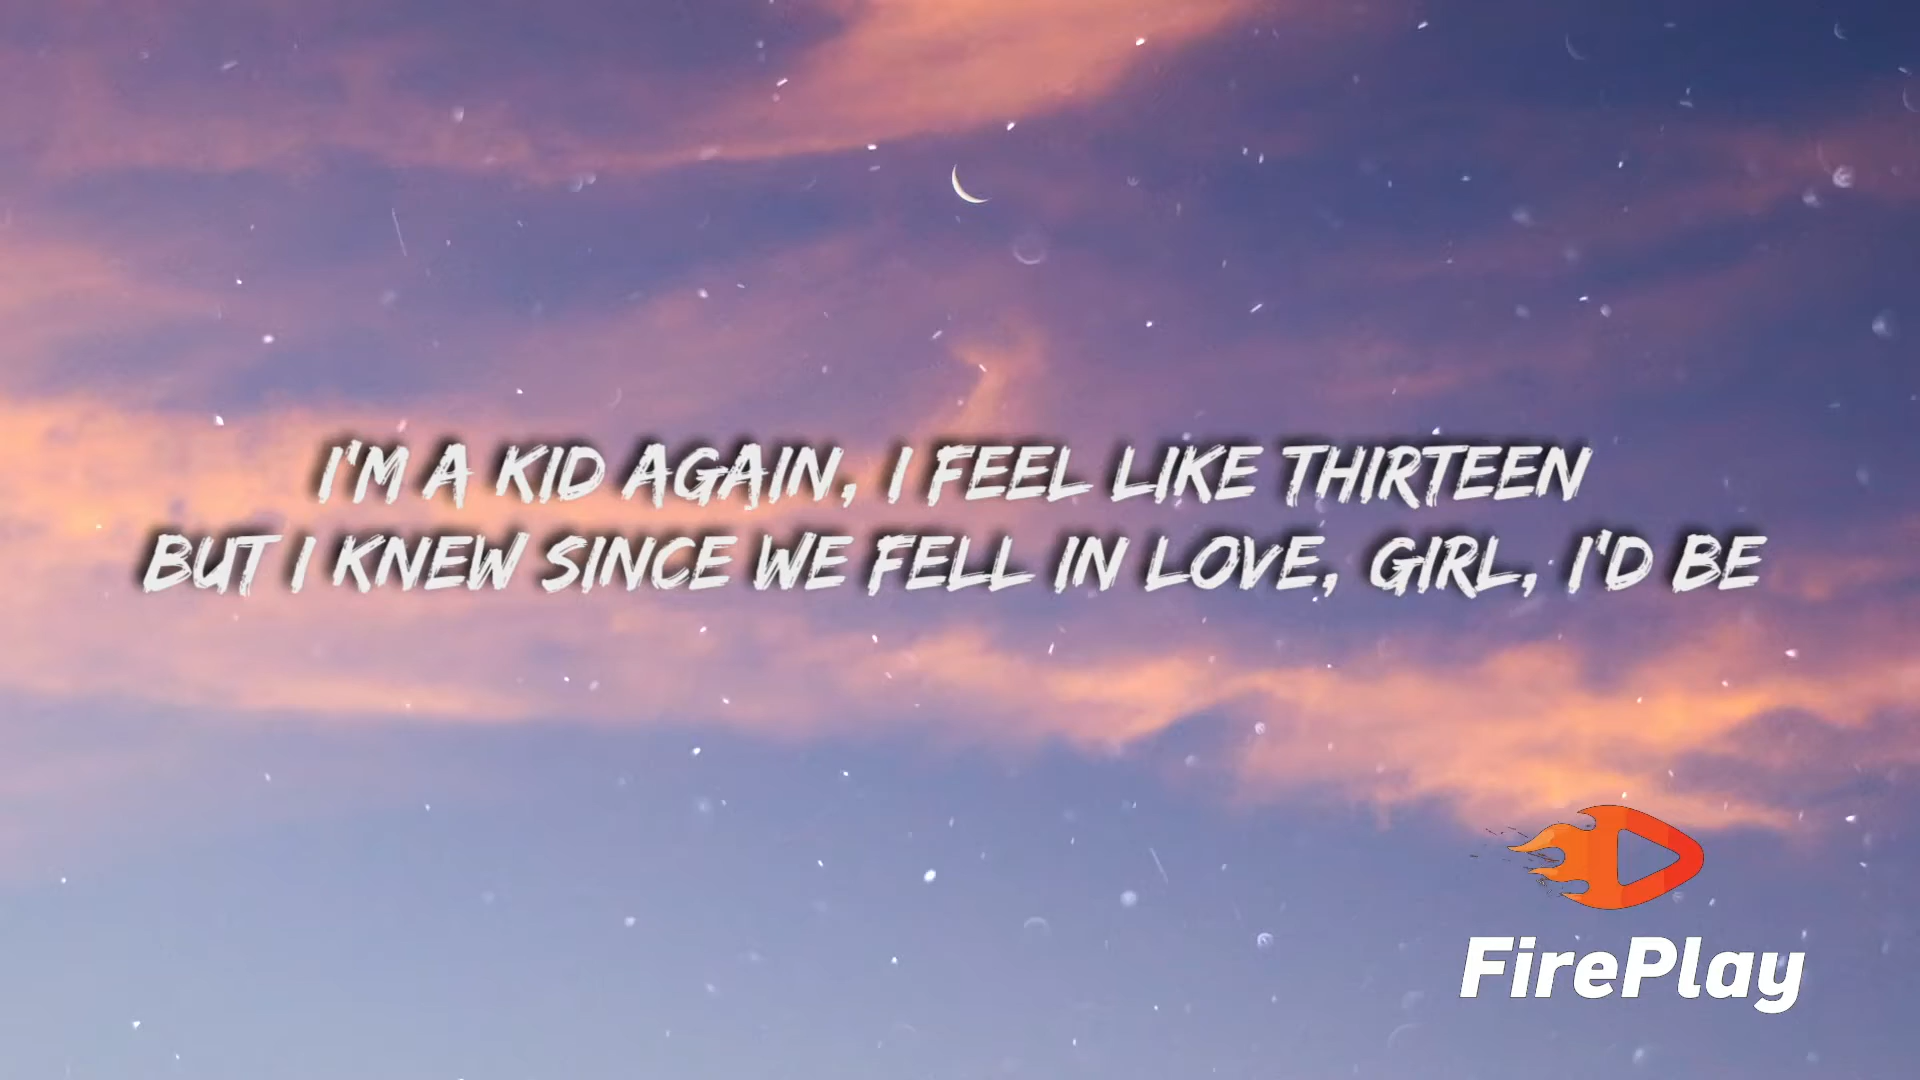 I'M A KID AGAIN, I FEEL LIKE THIRTEEN
BUT I KNEW SINCE WE FELL IN LOVE, GIRL, I'D BE
FirePlay